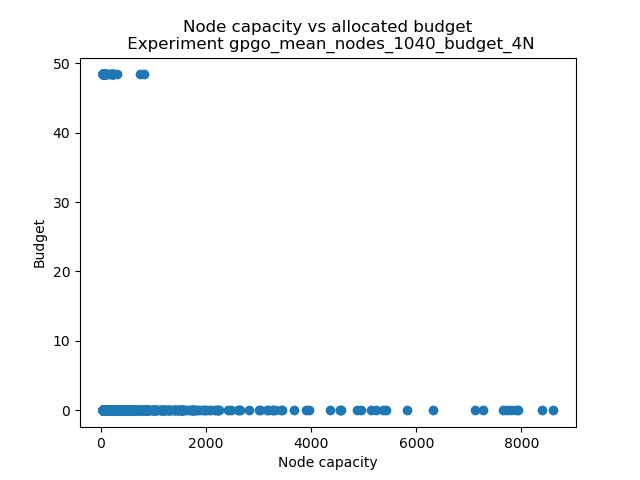 Node capacity vs allocated budget
Experiment gpgo_mean_nodes_1040_budget_4N
50
40
30
20
10
0
Budget
0 2000 4000 6000 8000
Node capacity